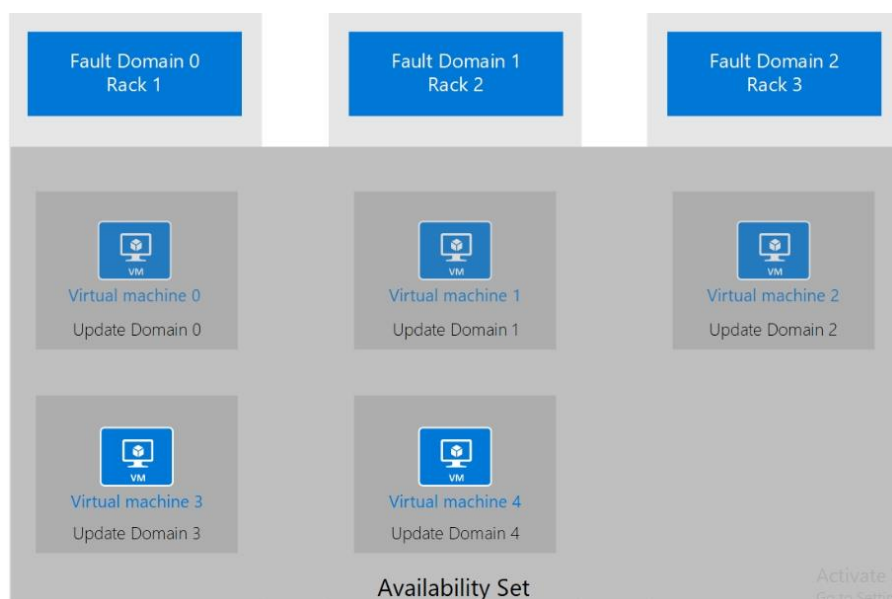 Fault Domain 0
Rack 1
Fault Domain 1
Rack 2
Fault Domain 2
Rack 3
VM
Virtual machine 0
Update Domain 0
VM
Virtual machine 1
Update Domain 1
VM
Virtual machine 2
Update Domain 2
VM
Virtual machine 3
Update Domain 3
VM
Virtual machine 4
Update Domain 4
Availability Set
Activate